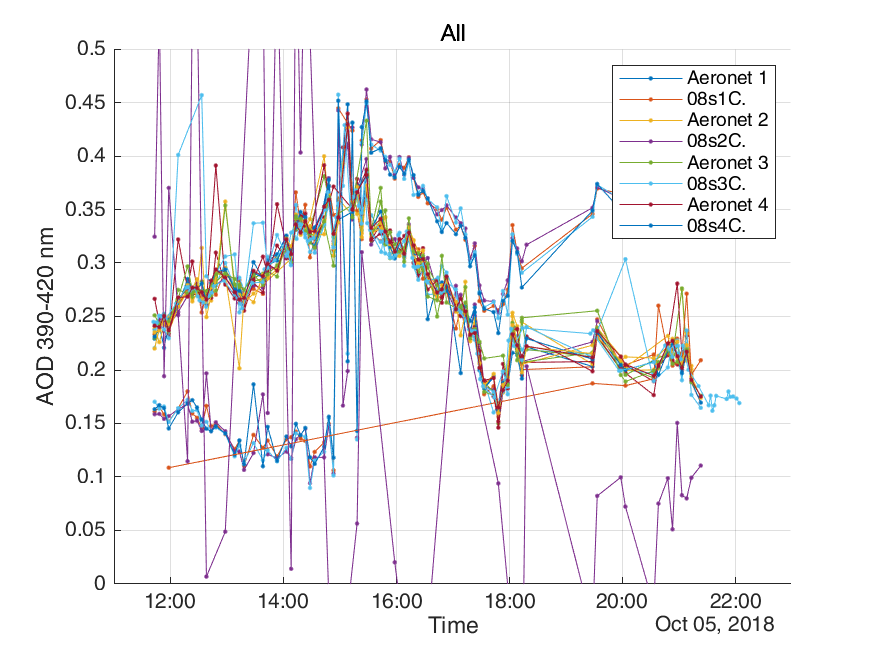 All
0.5
0.45
0.4
0.35
0.3
0.25
0.2
0.15
0.1
0.05
0
AOD 390-420 nm
Aeronet 1
08s1C.
Aeronet 2
08s2C.
Aeronet 3
08s3C.
Aeronet 4
08s4C.
12:00 14:00 16:00 18:00 20:00 22:00
Time
Oct 05, 2018